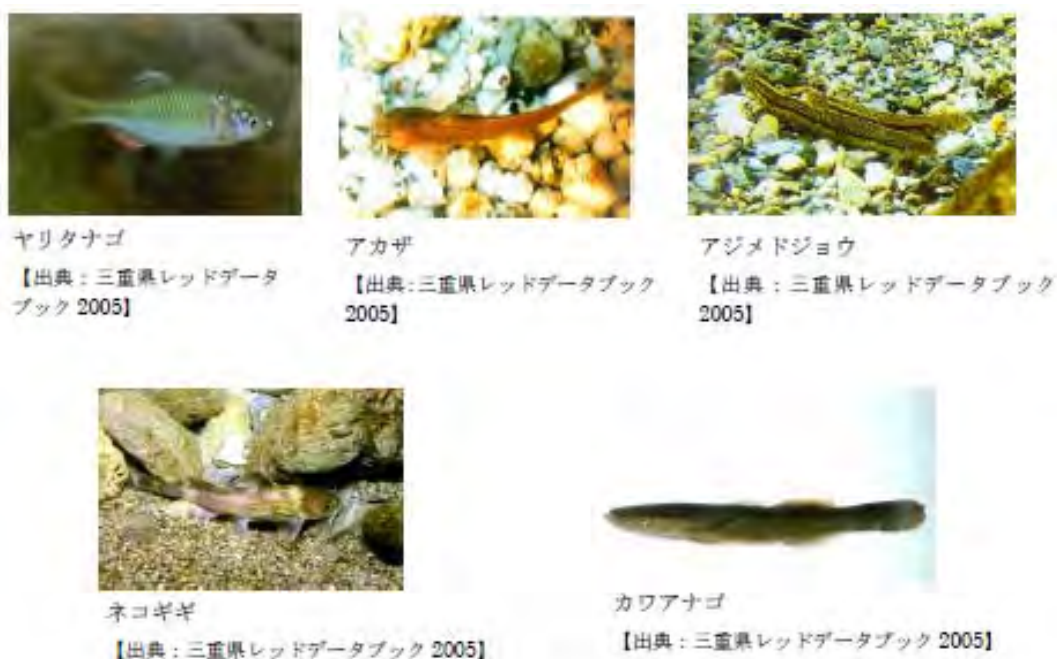 ヤリタナゴ
【出典：三重県レッドデータ
ブック 2005】
アカザ
【出典：三重県レッドデータブック
2005】
アジメドジョウ
【出典：三重県レッドデータブック
2005】
ネコギギ
【出典：三重県レッドデータブック 2005】
カワアナゴ
【出典：三重県レッドデータブック 2005】